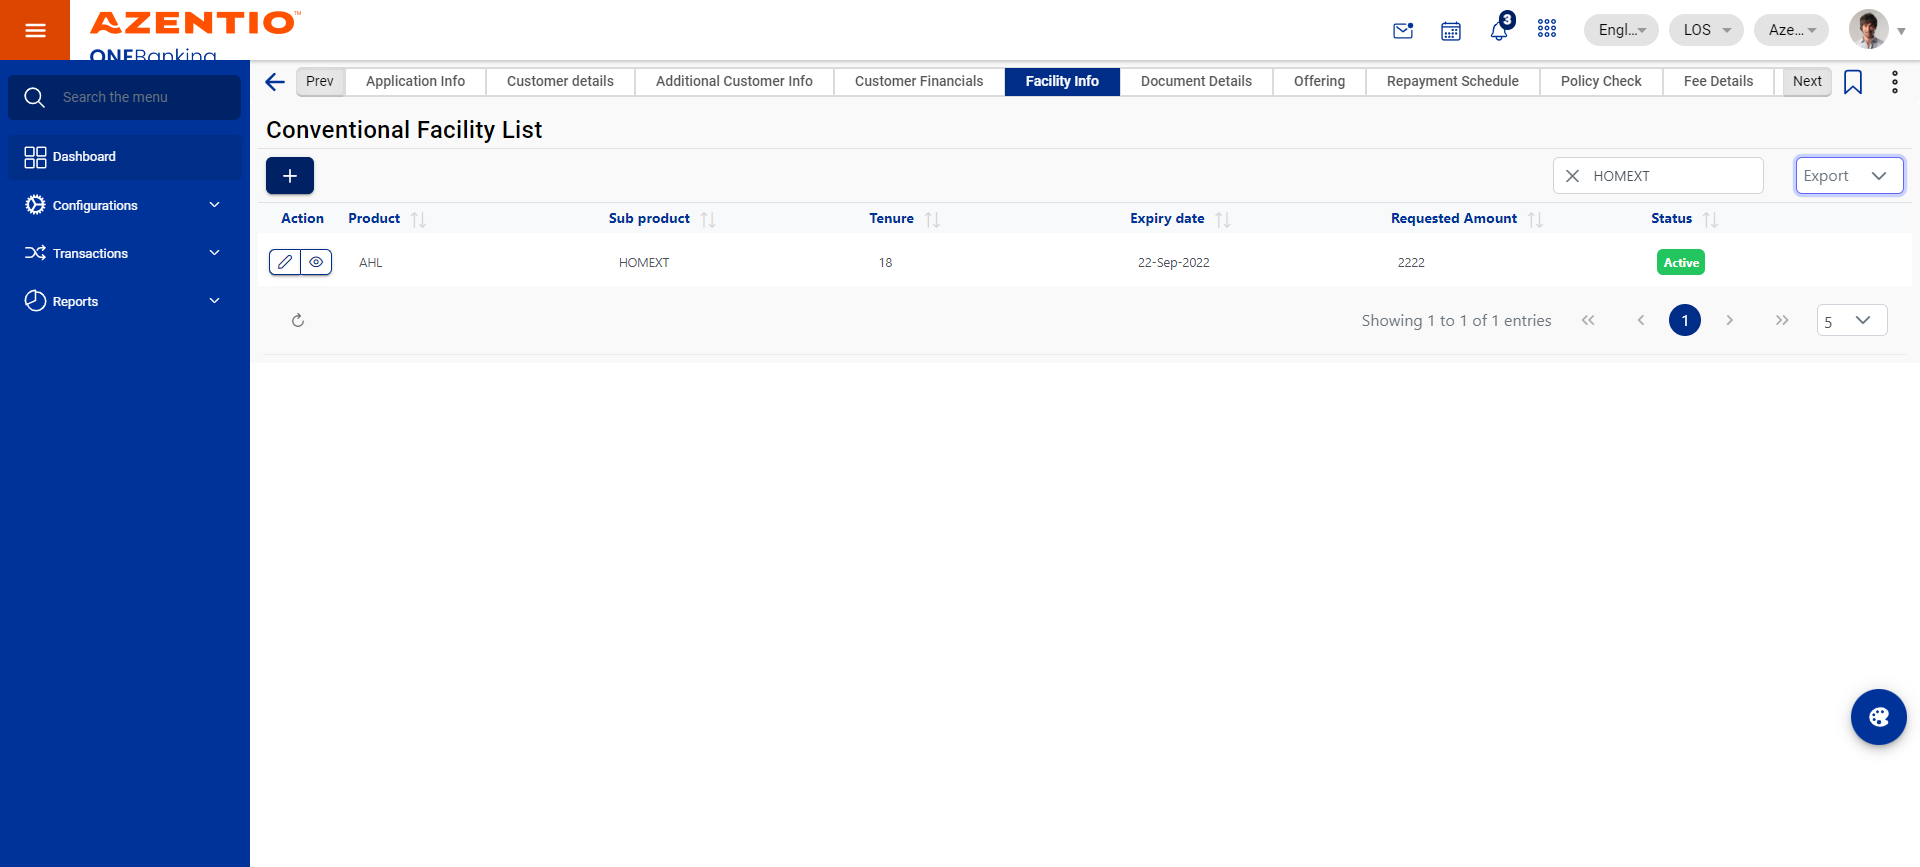 AZENTIO™
ONEBanking
3
Engl...
LOS
Aze...
Search the menu
Dashboard
Configurations
Transactions
Reports
Prev
Application Info
Customer details
Additional Customer Info
Customer Financials
Facility Info
Document Details
Offering
Repayment Schedule
Policy Check
Fee Details
Next
Conventional Facility List
HOMEXT
Export
Action Product Sub product Tenure Expiry date Requested Amount Status
AHL HOMEXT 18 22-Sep-2022 2222 Active
Showing 1 to 1 of 1 entries
1
5